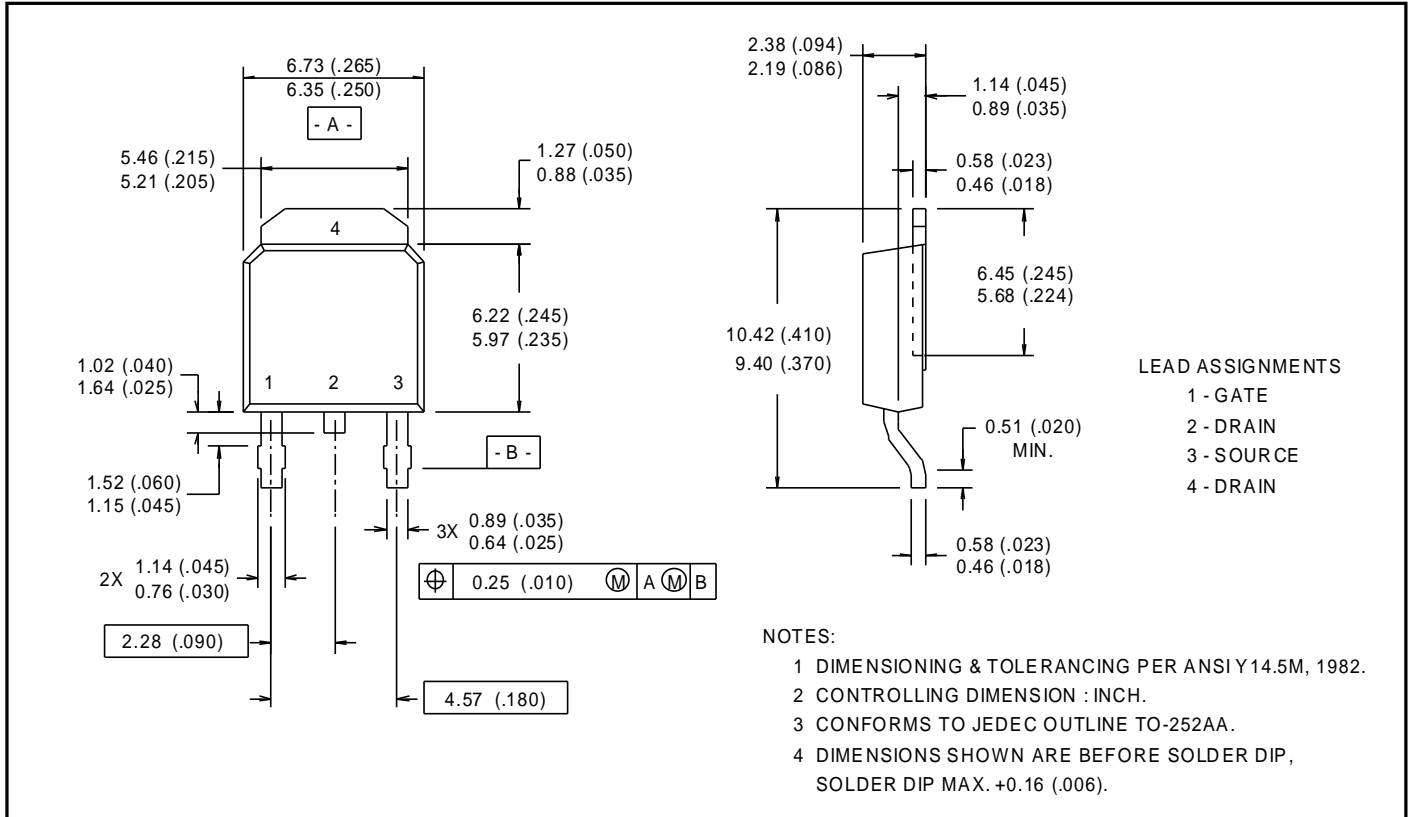 6.73 (.265)
6.35 (.250)
- A -
5.46 (.215)
5.21 (.205)
1.27 (.050)
0.88 (.035)
4
6.22 (.245)
5.97 (.235)
1.02 (.040)
1.64 (.025)
1 2 3
- B -
1.52 (.060)
1.15 (.045)
3X 0.89 (.035)
0.64 (.025)
2X 1.14 (.045)
0.76 (.030)
⌖ 0.25 (.010) Ⓜ A Ⓜ B
2.28 (.090)
4.57 (.180)
2.38 (.094)
2.19 (.086)
1.14 (.045)
0.89 (.035)
0.58 (.023)
0.46 (.018)
6.45 (.245)
5.68 (.224)
10.42 (.410)
9.40 (.370)
0.51 (.020)
MIN.
0.58 (.023)
0.46 (.018)
LEAD ASSIGNMENTS
1 - GATE
2 - DRAIN
3 - SOURCE
4 - DRAIN
NOTES:
1 DIMENSIONING & TOLERANCING PER ANSI Y14.5M, 1982.
2 CONTROLLING DIMENSION : INCH.
3 CONFORMS TO JEDEC OUTLINE TO-252AA.
4 DIMENSIONS SHOWN ARE BEFORE SOLDER DIP,
SOLDER DIP MAX. +0.16 (.006).